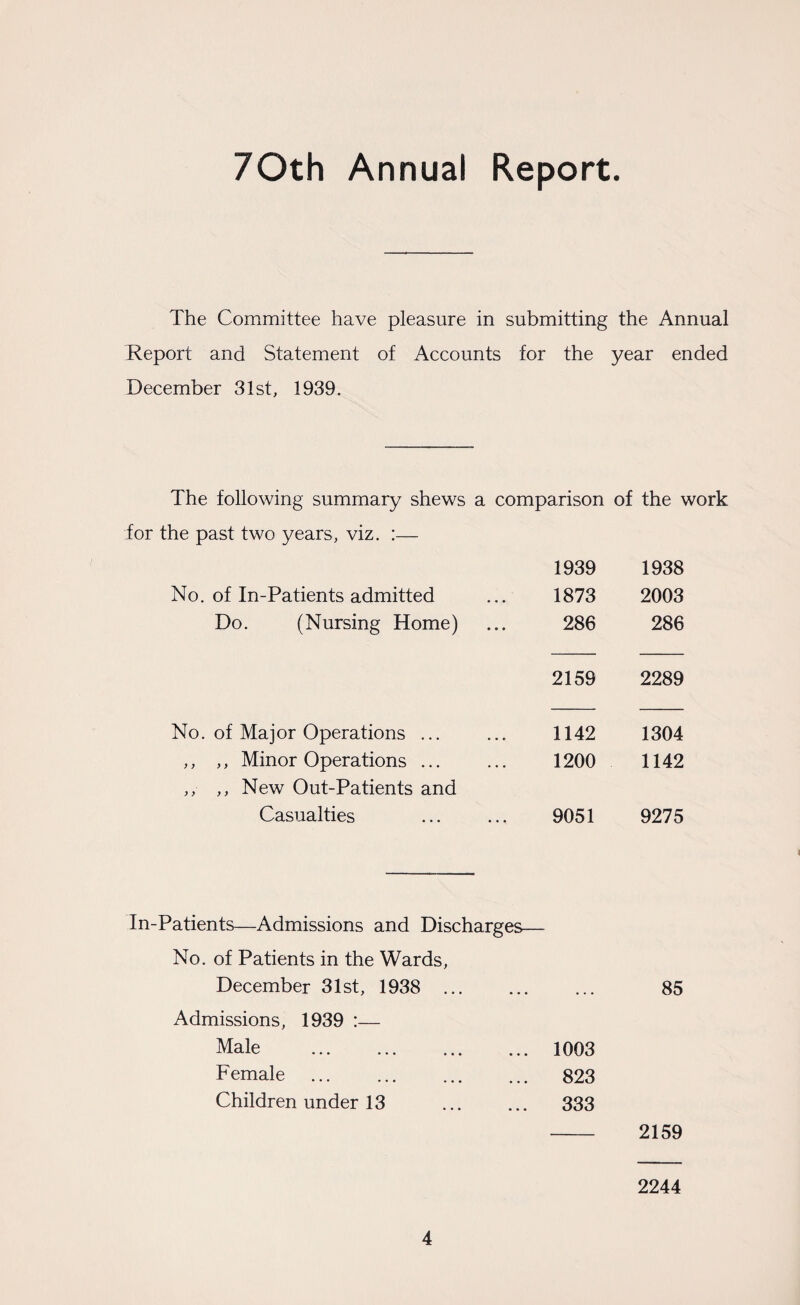 70th Annual Report.
The Committee have pleasure in submitting the Annual
Report and Statement of Accounts for the year ended
December 31st, 1939.
The following summary shews a comparison of the work
for the past two years, viz. :—
1939 1938
No. of In-Patients admitted ... 1873 2003
Do. (Nursing Home) ... 286 286
2159 2289
No. of Major Operations ... ... 1142 1304
,, ,, Minor Operations ... ... 1200 1142
,, ,, New Out-Patients and
Casualties ... ... 9051 9275
In-Patients—Admissions and Discharges—
No. of Patients in the Wards,
December 31st, 1938 ... ... ... 85
Admissions, 1939 :—
Male ... ... ... ... 1003
Female ... ... ... ... 823
Children under 13 ... ... 333
2159
2244
4